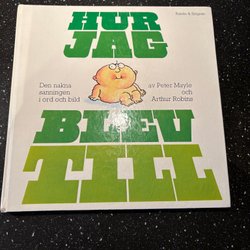 Rabén & Sjögren
HUR
JAG
Den nakna
sanningen
i ord och bild
av Peter Mayle
och
Arthur Robins
BLEV
TILL